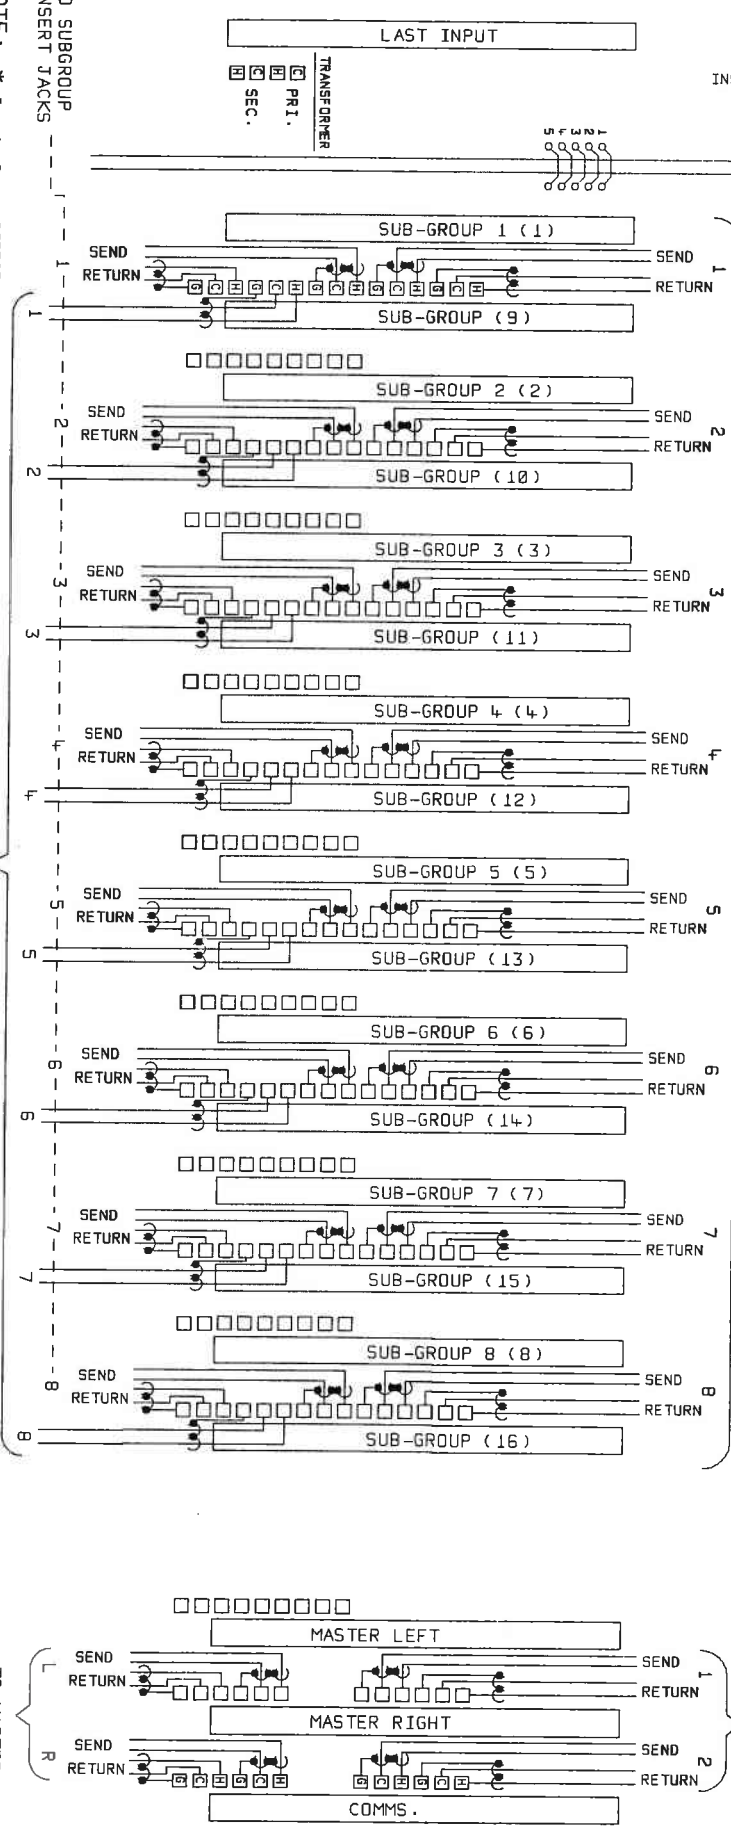 LAST INPUT
IN
TRANSFORMER
C H PRI.
C H SEC.
1 2 3 4 5
SUBGROUP
INSERT JACKS
SUB-GROUP 1 (1)
1 SEND SEND 1
RETURN G C H G C H G C H G C H G C H RETURN
1 SUB-GROUP (9)
SUB-GROUP 2 (2)
2 SEND SEND 2
RETURN RETURN
2 SUB-GROUP (10)
SUB-GROUP 3 (3)
3 SEND SEND 3
RETURN RETURN
3 SUB-GROUP (11)
SUB-GROUP 4 (4)
4 SEND SEND 4
RETURN RETURN
4 SUB-GROUP (12)
SUB-GROUP 5 (5)
5 SEND SEND 5
RETURN RETURN
5 SUB-GROUP (13)
SUB-GROUP 6 (6)
6 SEND SEND 6
RETURN RETURN
6 SUB-GROUP (14)
SUB-GROUP 7 (7)
7 SEND SEND 7
RETURN RETURN
7 SUB-GROUP (15)
SUB-GROUP 8 (8)
8 SEND SEND 8
RETURN RETURN
8 SUB-GROUP (16)
MASTER LEFT
L SEND SEND 1
RETURN RETURN
MASTER RIGHT
R SEND SEND 2
RETURN G C H G C H G C H G C H RETURN
COMMS.